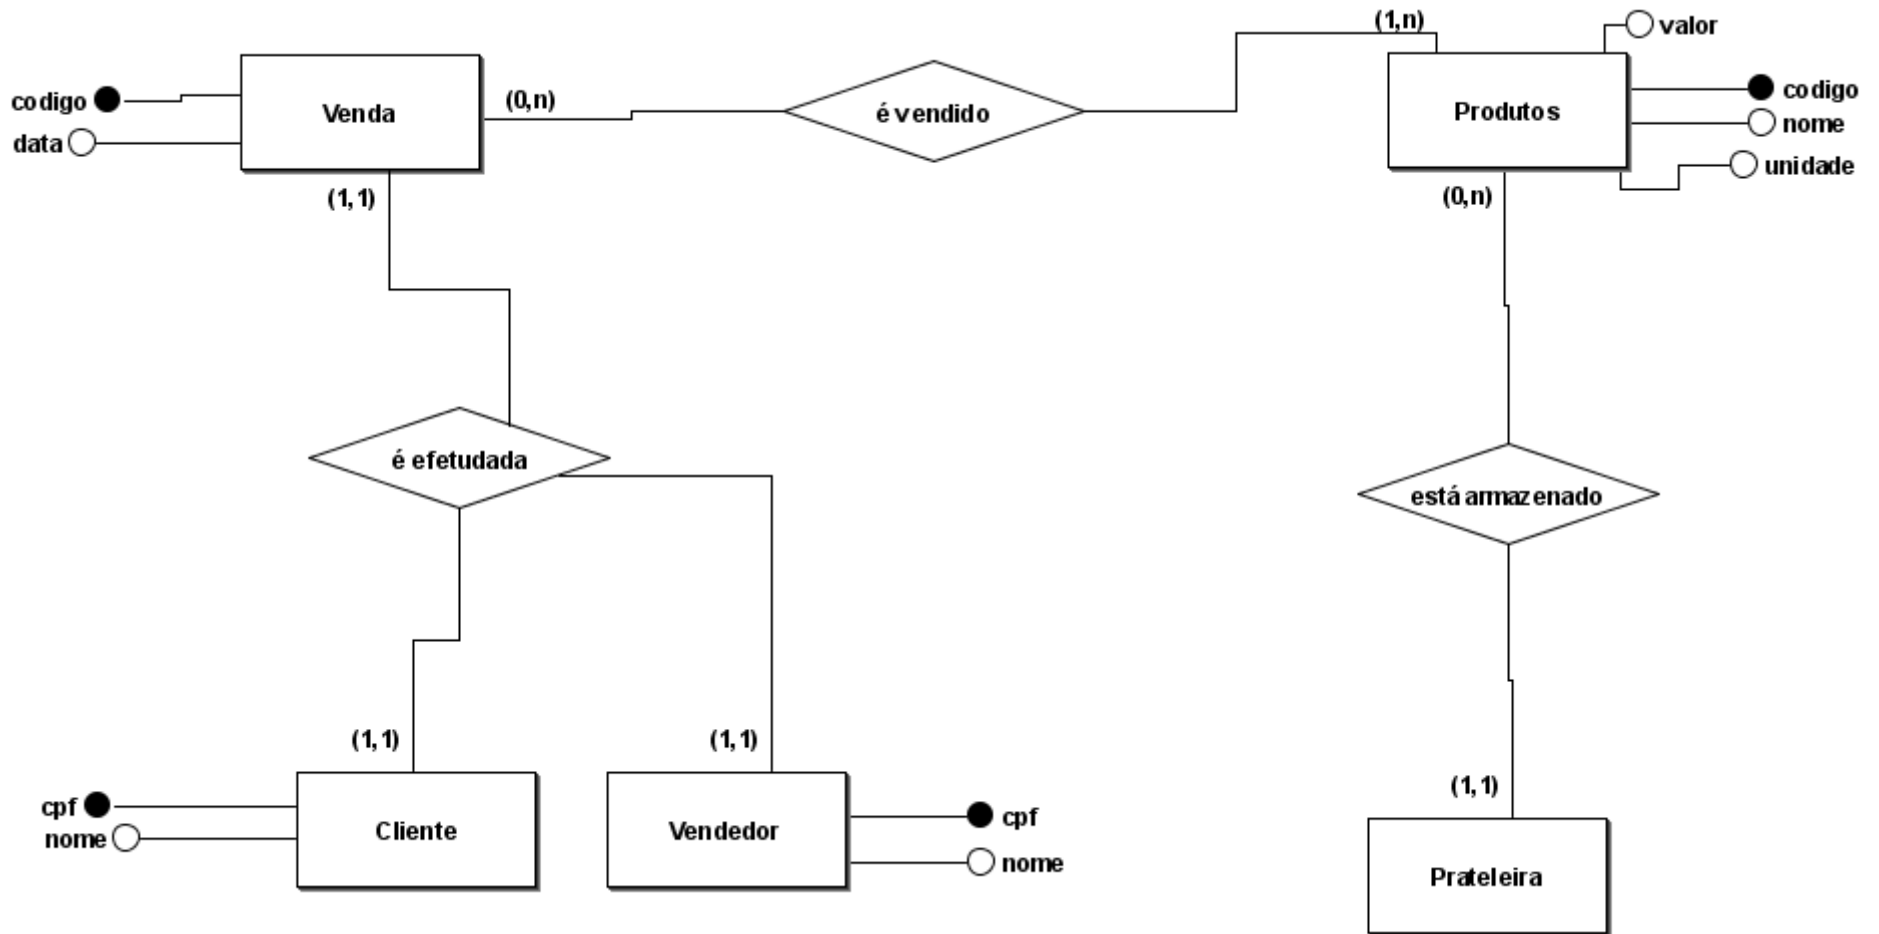 (1,n)
valor
codigo
Venda
(0,n)
é vendido
Produtos
codigo
data
nome
unidade
(1,1)
(0,n)
é efetudada
está armazenado
(1,1)
(1,1)
(1,1)
cpf
nome
Cliente
Vendedor
cpf
nome
Prateleira